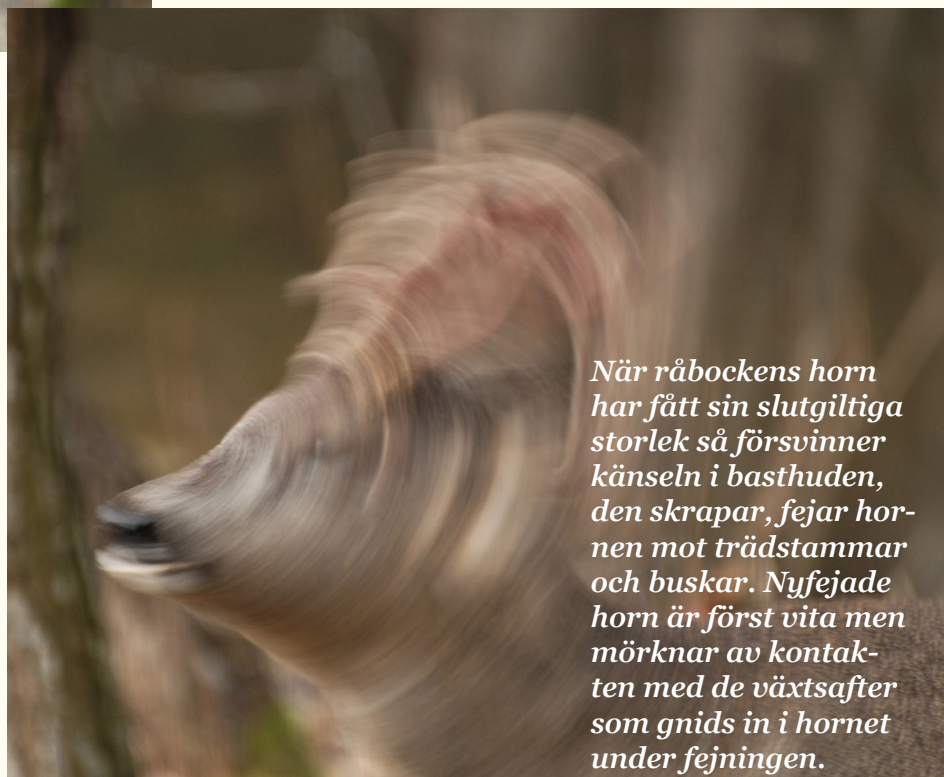 När råbockens horn
har fått sin slutgiltiga
storlek så försvinner
känseln i basthuden,
den skrapar, fejar hor-
nen mot trädstammar
och buskar. Nyfejade
horn är först vita men
mörknar av kontak-
ten med de växtsafter
som gnids in i hornet
under fejningen.